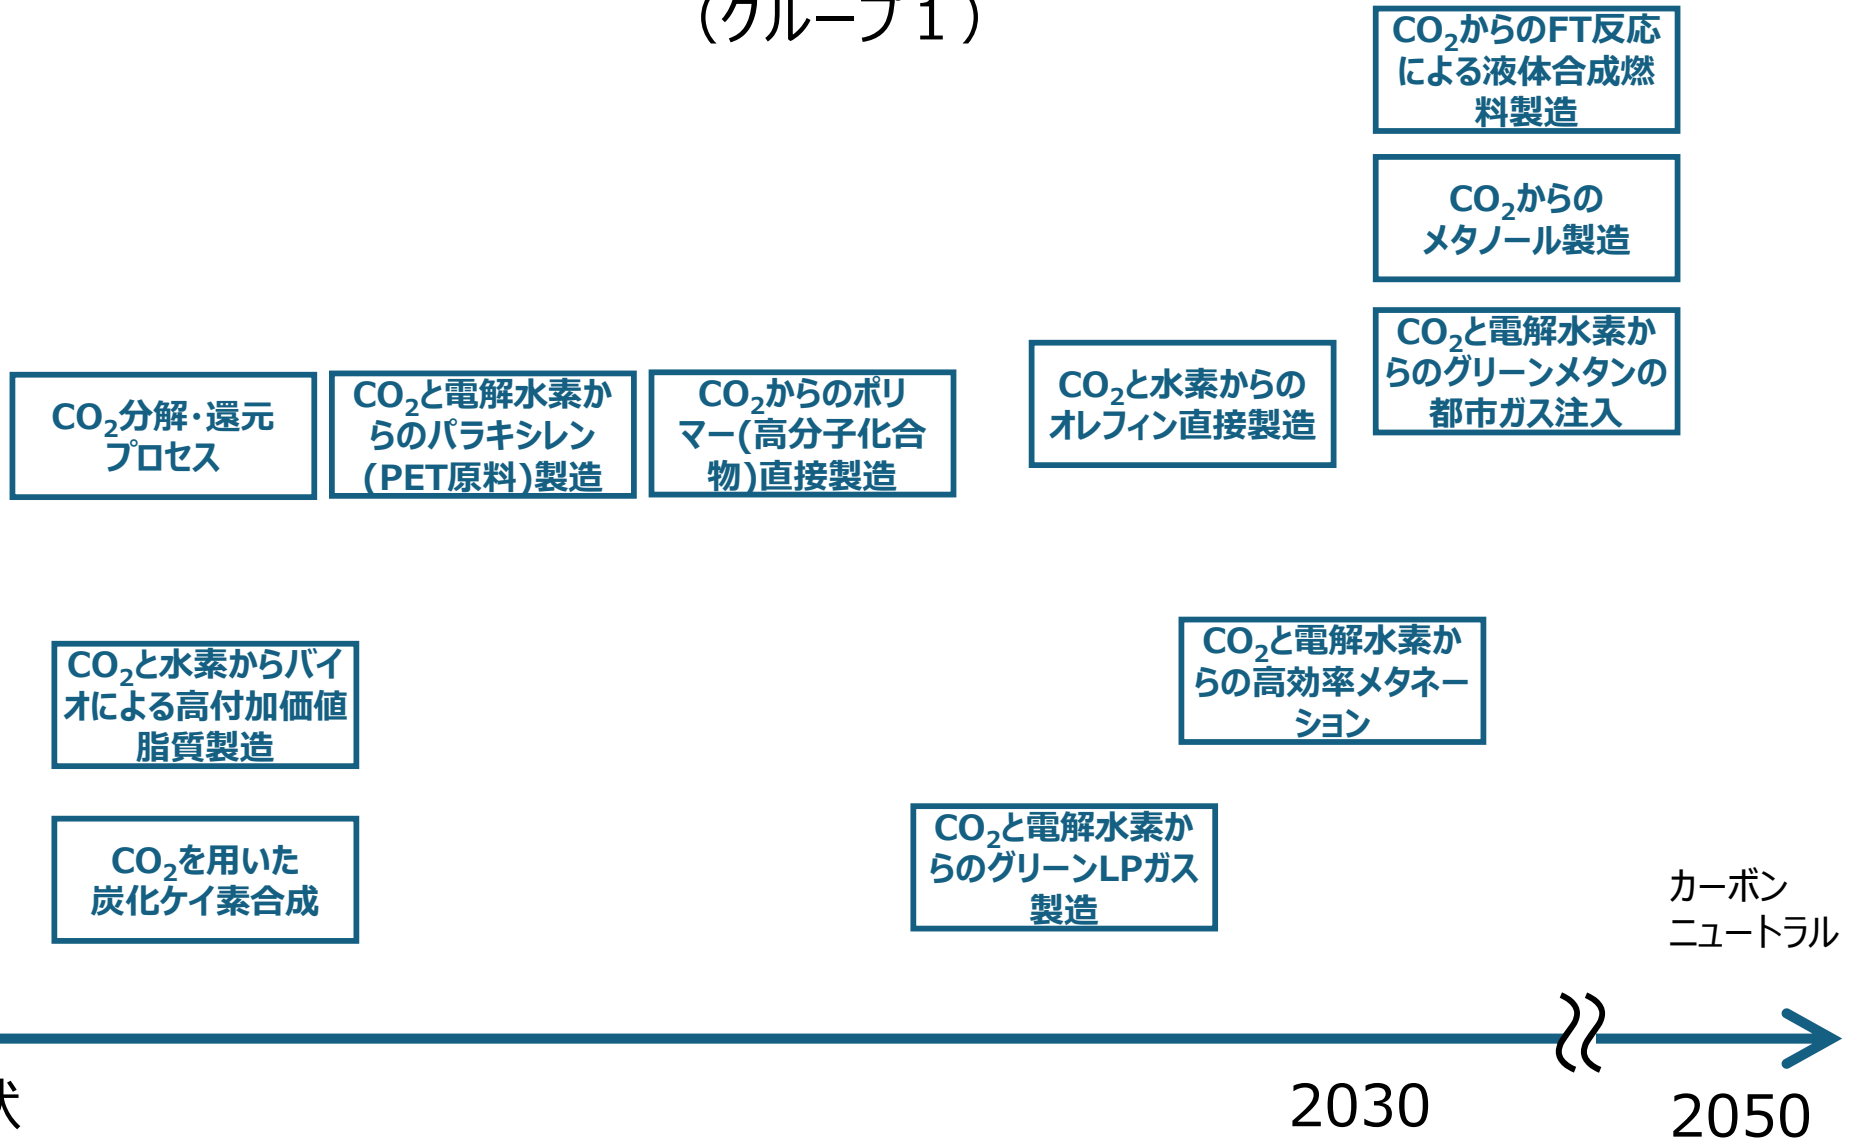 （グループ１）
CO₂からのFT反応
による液体合成燃
料製造
CO₂からの
メタノール製造
CO₂と電解水素か
らのグリーンメタンの
都市ガス注入
CO₂と水素からの
オレフィン直接製造
CO₂分解・還元
プロセス
CO₂と電解水素か
らのパラキシレン
(PET原料)製造
CO₂からのポリ
マー(高分子化合
物)直接製造
CO₂と電解水素か
らの高効率メタネー
ション
CO₂と水素からバイ
オによる高付加価値
脂質製造
CO₂と電解水素か
らのグリーンLPガス
製造
CO₂を用いた
炭化ケイ素合成
カーボン
ニュートラル
2030
2050